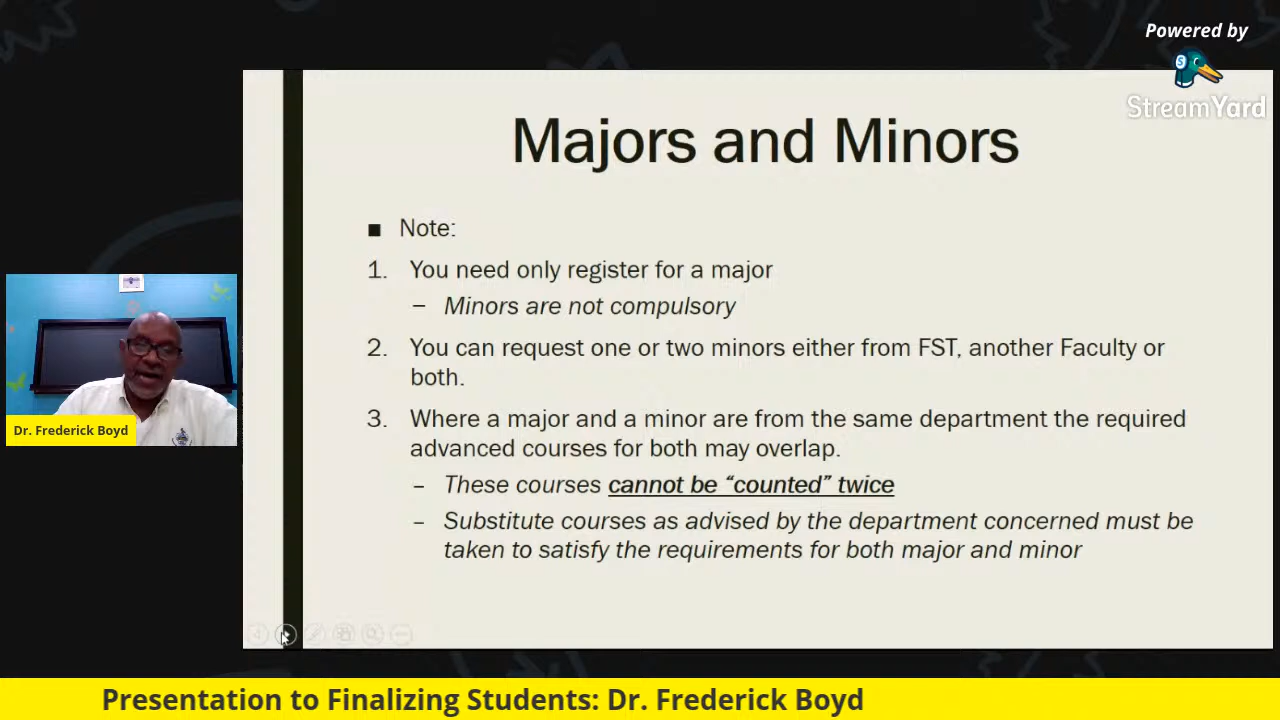 Powered by
StreamYard
Majors and Minors
■ Note:
1. You need only register for a major
– Minors are not compulsory
2. You can request one or two minors either from FST, another Faculty or
both.
3. Where a major and a minor are from the same department the required
advanced courses for both may overlap.
– These courses cannot be “counted” twice
– Substitute courses as advised by the department concerned must be
taken to satisfy the requirements for both major and minor
Dr. Frederick Boyd
Presentation to Finalizing Students: Dr. Frederick Boyd